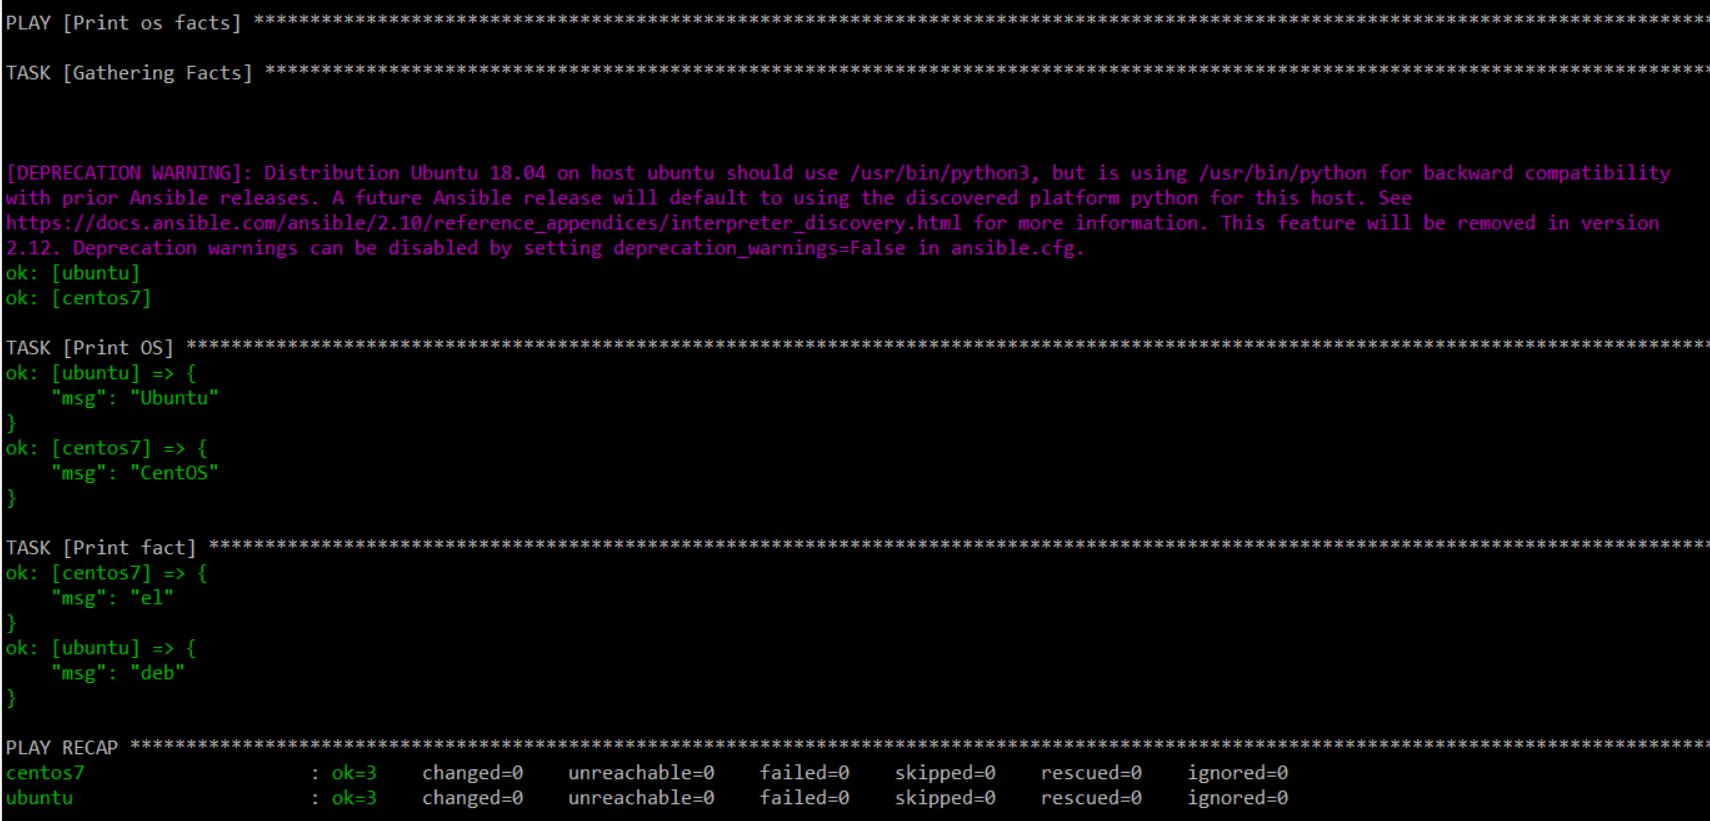 PLAY [Print os facts] **********************************************************************************************************************************
TASK [Gathering Facts] *********************************************************************************************************************************
[DEPRECATION WARNING]: Distribution Ubuntu 18.04 on host ubuntu should use /usr/bin/python3, but is using /usr/bin/python for backward compatibility
with prior Ansible releases. A future Ansible release will default to using the discovered platform python for this host. See
https://docs.ansible.com/ansible/2.10/reference_appendices/interpreter_discovery.html for more information. This feature will be removed in version
2.12. Deprecation warnings can be disabled by setting deprecation_warnings=False in ansible.cfg.
ok: [ubuntu]
ok: [centos7]
TASK [Print OS] ****************************************************************************************************************************************
ok: [ubuntu] => {
    "msg": "Ubuntu"
}
ok: [centos7] => {
    "msg": "CentOS"
}
TASK [Print fact] **************************************************************************************************************************************
ok: [centos7] => {
    "msg": "el"
}
ok: [ubuntu] => {
    "msg": "deb"
}
PLAY RECAP *********************************************************************************************************************************************
centos7                    : ok=3    changed=0    unreachable=0    failed=0    skipped=0    rescued=0    ignored=0
ubuntu                     : ok=3    changed=0    unreachable=0    failed=0    skipped=0    rescued=0    ignored=0